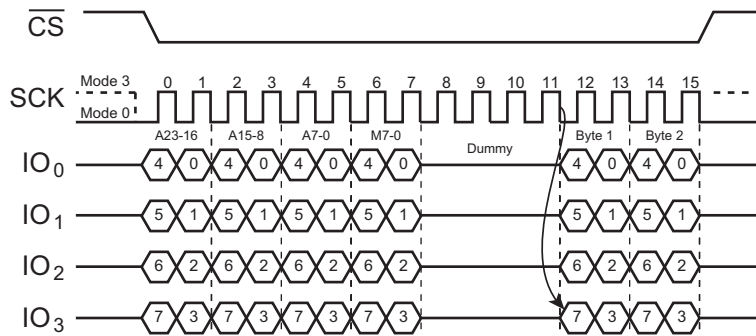 CS
Mode 3
0 1 2 3 4 5 6 7 8 9 10 11 12 13 14 15
SCK
Mode 0
A23-16 A15-8 A7-0 M7-0 Dummy Byte 1 Byte 2
IO0 4 0 4 0 4 0 4 0 4 0 4 0
IO1 5 1 5 1 5 1 5 1 5 1 5 1
IO2 6 2 6 2 6 2 6 2 6 2 6 2
IO3 7 3 7 3 7 3 7 3 7 3 7 3